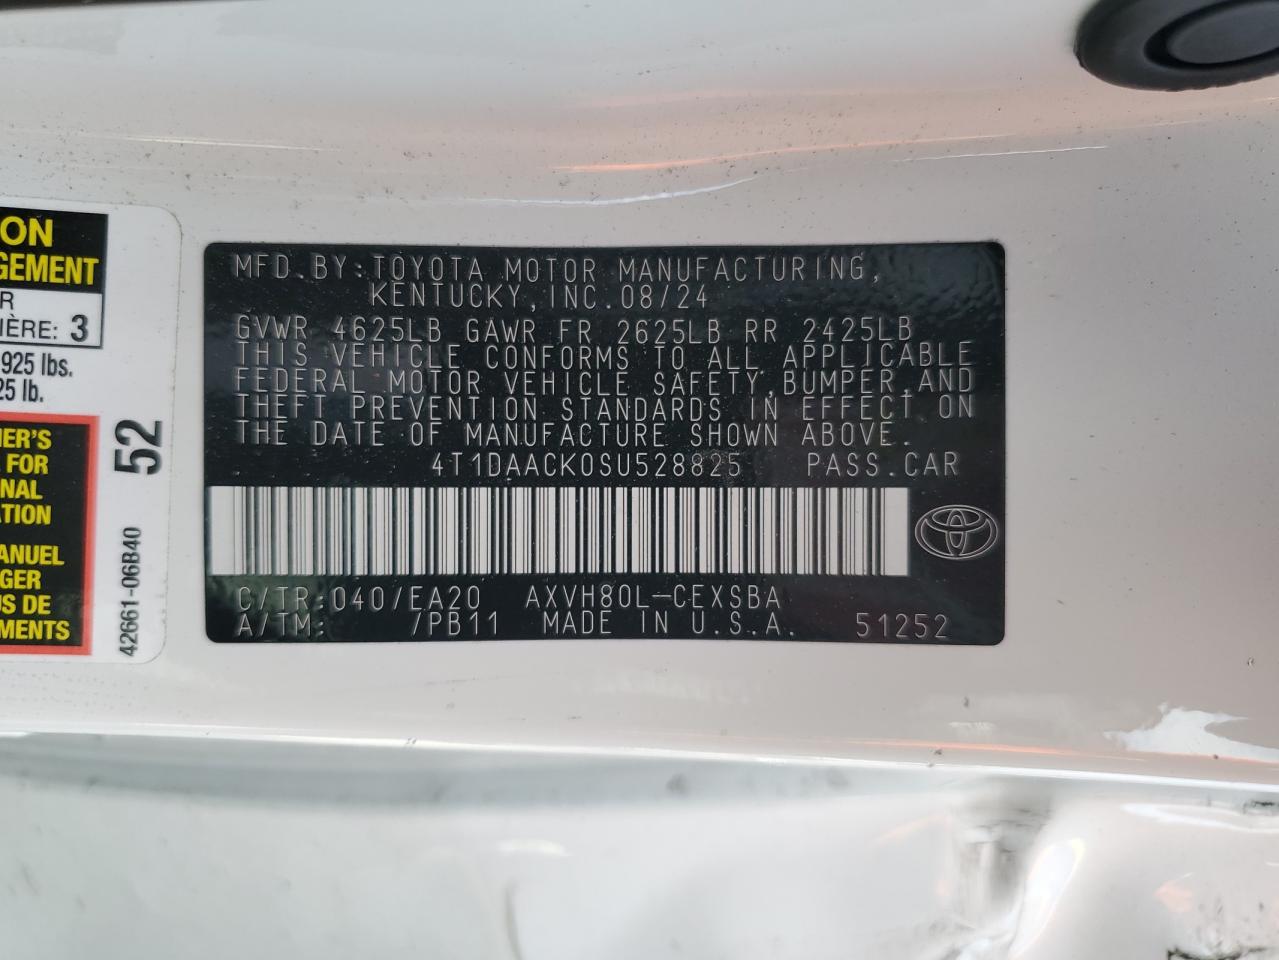 ON
GEMENT
R
IÈRE: 3
925 lbs.
25 lb.
ER'S
FOR
NAL
TION
ANUEL
GER
S DE
MENTS
52
42661-06B40
MFD.BY:TOYOTA MOTOR MANUFACTURING,
KENTUCKY,INC.08/24
GVWR 4625LB GAWR FR 2625LB RR 2425LB
THIS VEHICLE CONFORMS TO ALL APPLICABLE
FEDERAL MOTOR VEHICLE SAFETY,BUMPER,AND
THEFT PREVENTION STANDARDS IN EFFECT ON
THE DATE OF MANUFACTURE SHOWN ABOVE.
4T1DAACK0SU528825 PASS.CAR
C/TR:040/EA20 AXVH80L-CEXSBA
A/TM: /PB11 MADE IN U.S.A. 51252